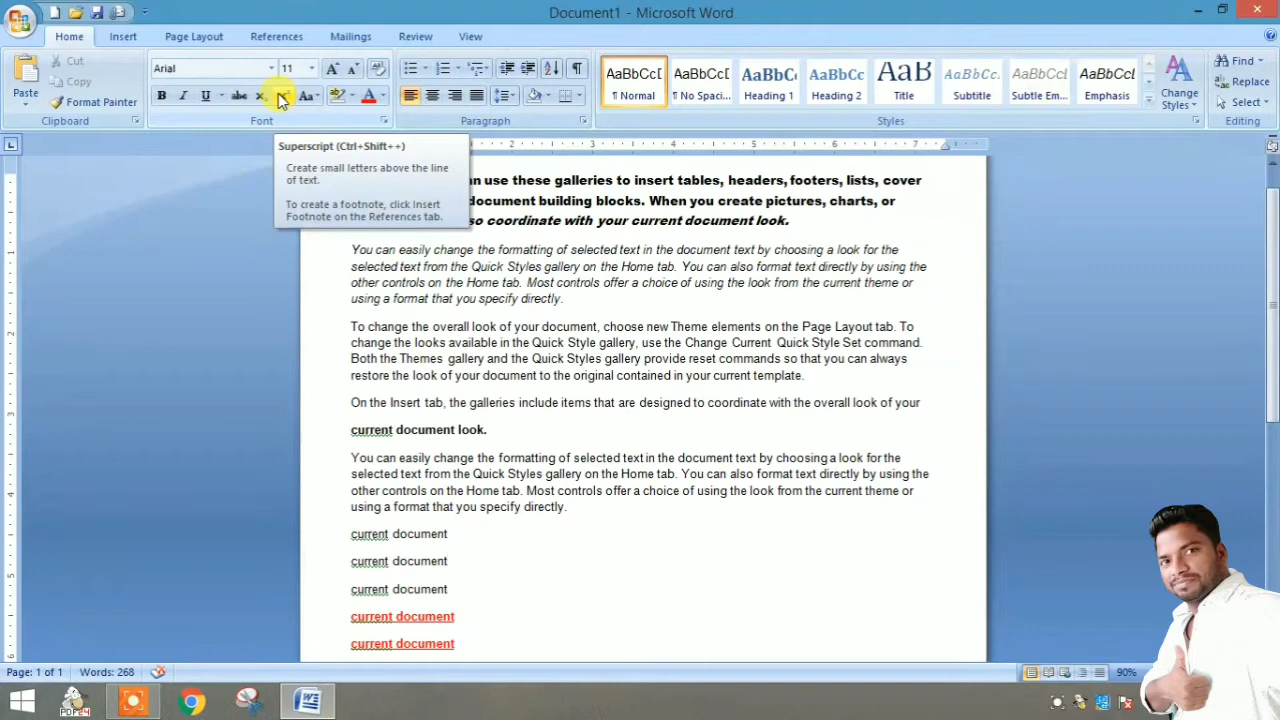 Document1 - Microsoft Word
Home Insert Page Layout References Mailings Review View
Paste
Cut
Copy
Format Painter
Clipboard
Arial 11
B I U abc x Aa A
Font
Paragraph
AaBbCc[ AaBbCc[ AaBbC( AaBbCc AaB AaBbCc. AaBbCcI AaBbCc[
¶ Normal ¶ No Spaci... Heading 1 Heading 2 Title Subtitle Subtle Em... Emphasis
Change
Styles
Styles
Find
Replace
Select
Editing
Superscript (Ctrl+Shift++)
Create small letters above the line
of text.
To create a footnote, click Insert
Footnote on the References tab.
2 3 4 5 6 7
n use these galleries to insert tables, headers, footers, lists, cover
document building blocks. When you create pictures, charts, or
so coordinate with your current document look.
You can easily change the formatting of selected text in the document text by choosing a look for the
selected text from the Quick Styles gallery on the Home tab. You can also format text directly by using the
other controls on the Home tab. Most controls offer a choice of using the look from the current theme or
using a format that you specify directly.
To change the overall look of your document, choose new Theme elements on the Page Layout tab. To
change the looks available in the Quick Style gallery, use the Change Current Quick Style Set command.
Both the Themes gallery and the Quick Styles gallery provide reset commands so that you can always
restore the look of your document to the original contained in your current template.
On the Insert tab, the galleries include items that are designed to coordinate with the overall look of your
current document look.
You can easily change the formatting of selected text in the document text by choosing a look for the
selected text from the Quick Styles gallery on the Home tab. You can also format text directly by using the
other controls on the Home tab. Most controls offer a choice of using the look from the current theme or
using a format that you specify directly.
current document
current document
current document
current document
current document
Page: 1 of 1 Words: 268 90%
PDF24